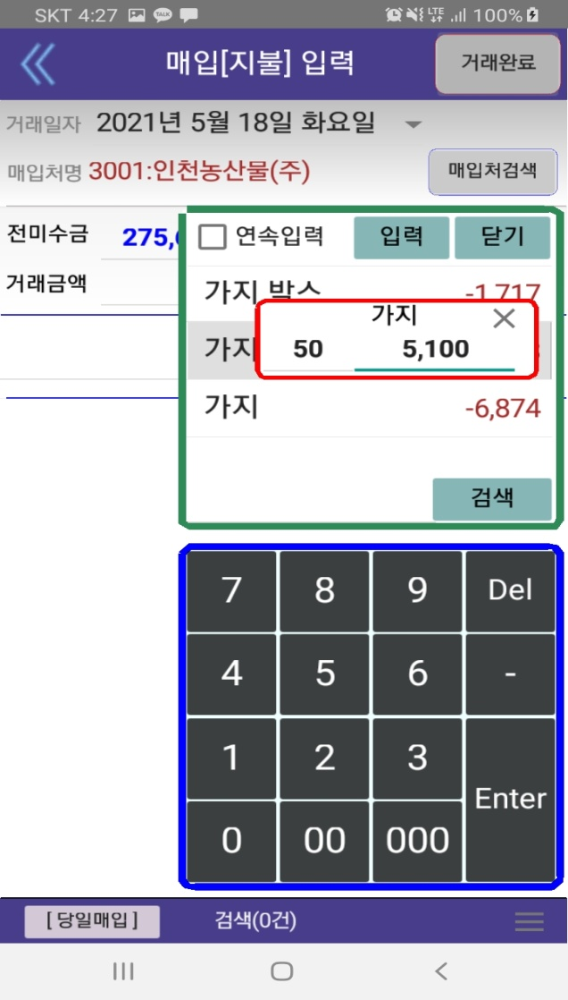 SKT 4:27 TALK LTE 100%
매입[지불] 입력 거래완료
거래일자 2021년 5월 18일 화요일
매입처명 3001:인천농산물(주) 매입처검색
전미수금 275,
연속입력 입력 닫기
거래금액
가지 박스 -1,717
가지
가지 50 5,100
가지 -6,874
검색
7 8 9 Del
4 5 6 -
1 2 3
Enter
0 00 000
[ 당일매입 ] 검색(0건)